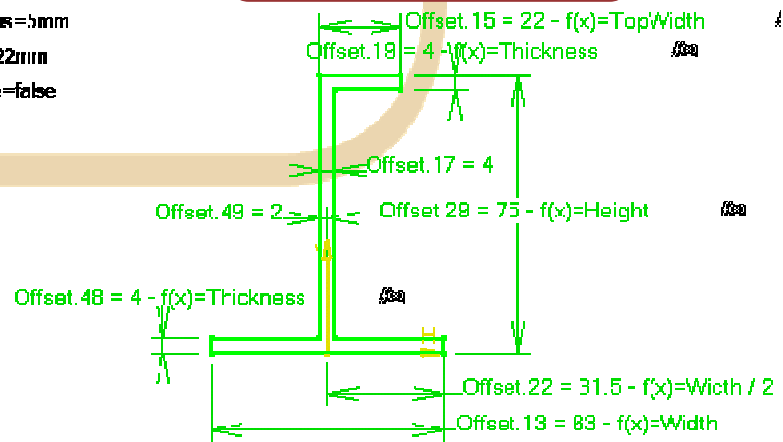 =5mm
Offset.15 = 22 - f(x)=TopWidth
Offset.19 = 4 - f(x)=Thickness
22mm
=false
Offset.17 = 4
Offset.49 = 2
Offset 29 = 75 - f(x)=Height
Offset.48 = 4 - f(x)=Thickness
H
Offset.22 = 31.5 - f(x)=Width / 2
Offset.13 = 63 - f(x)=Width